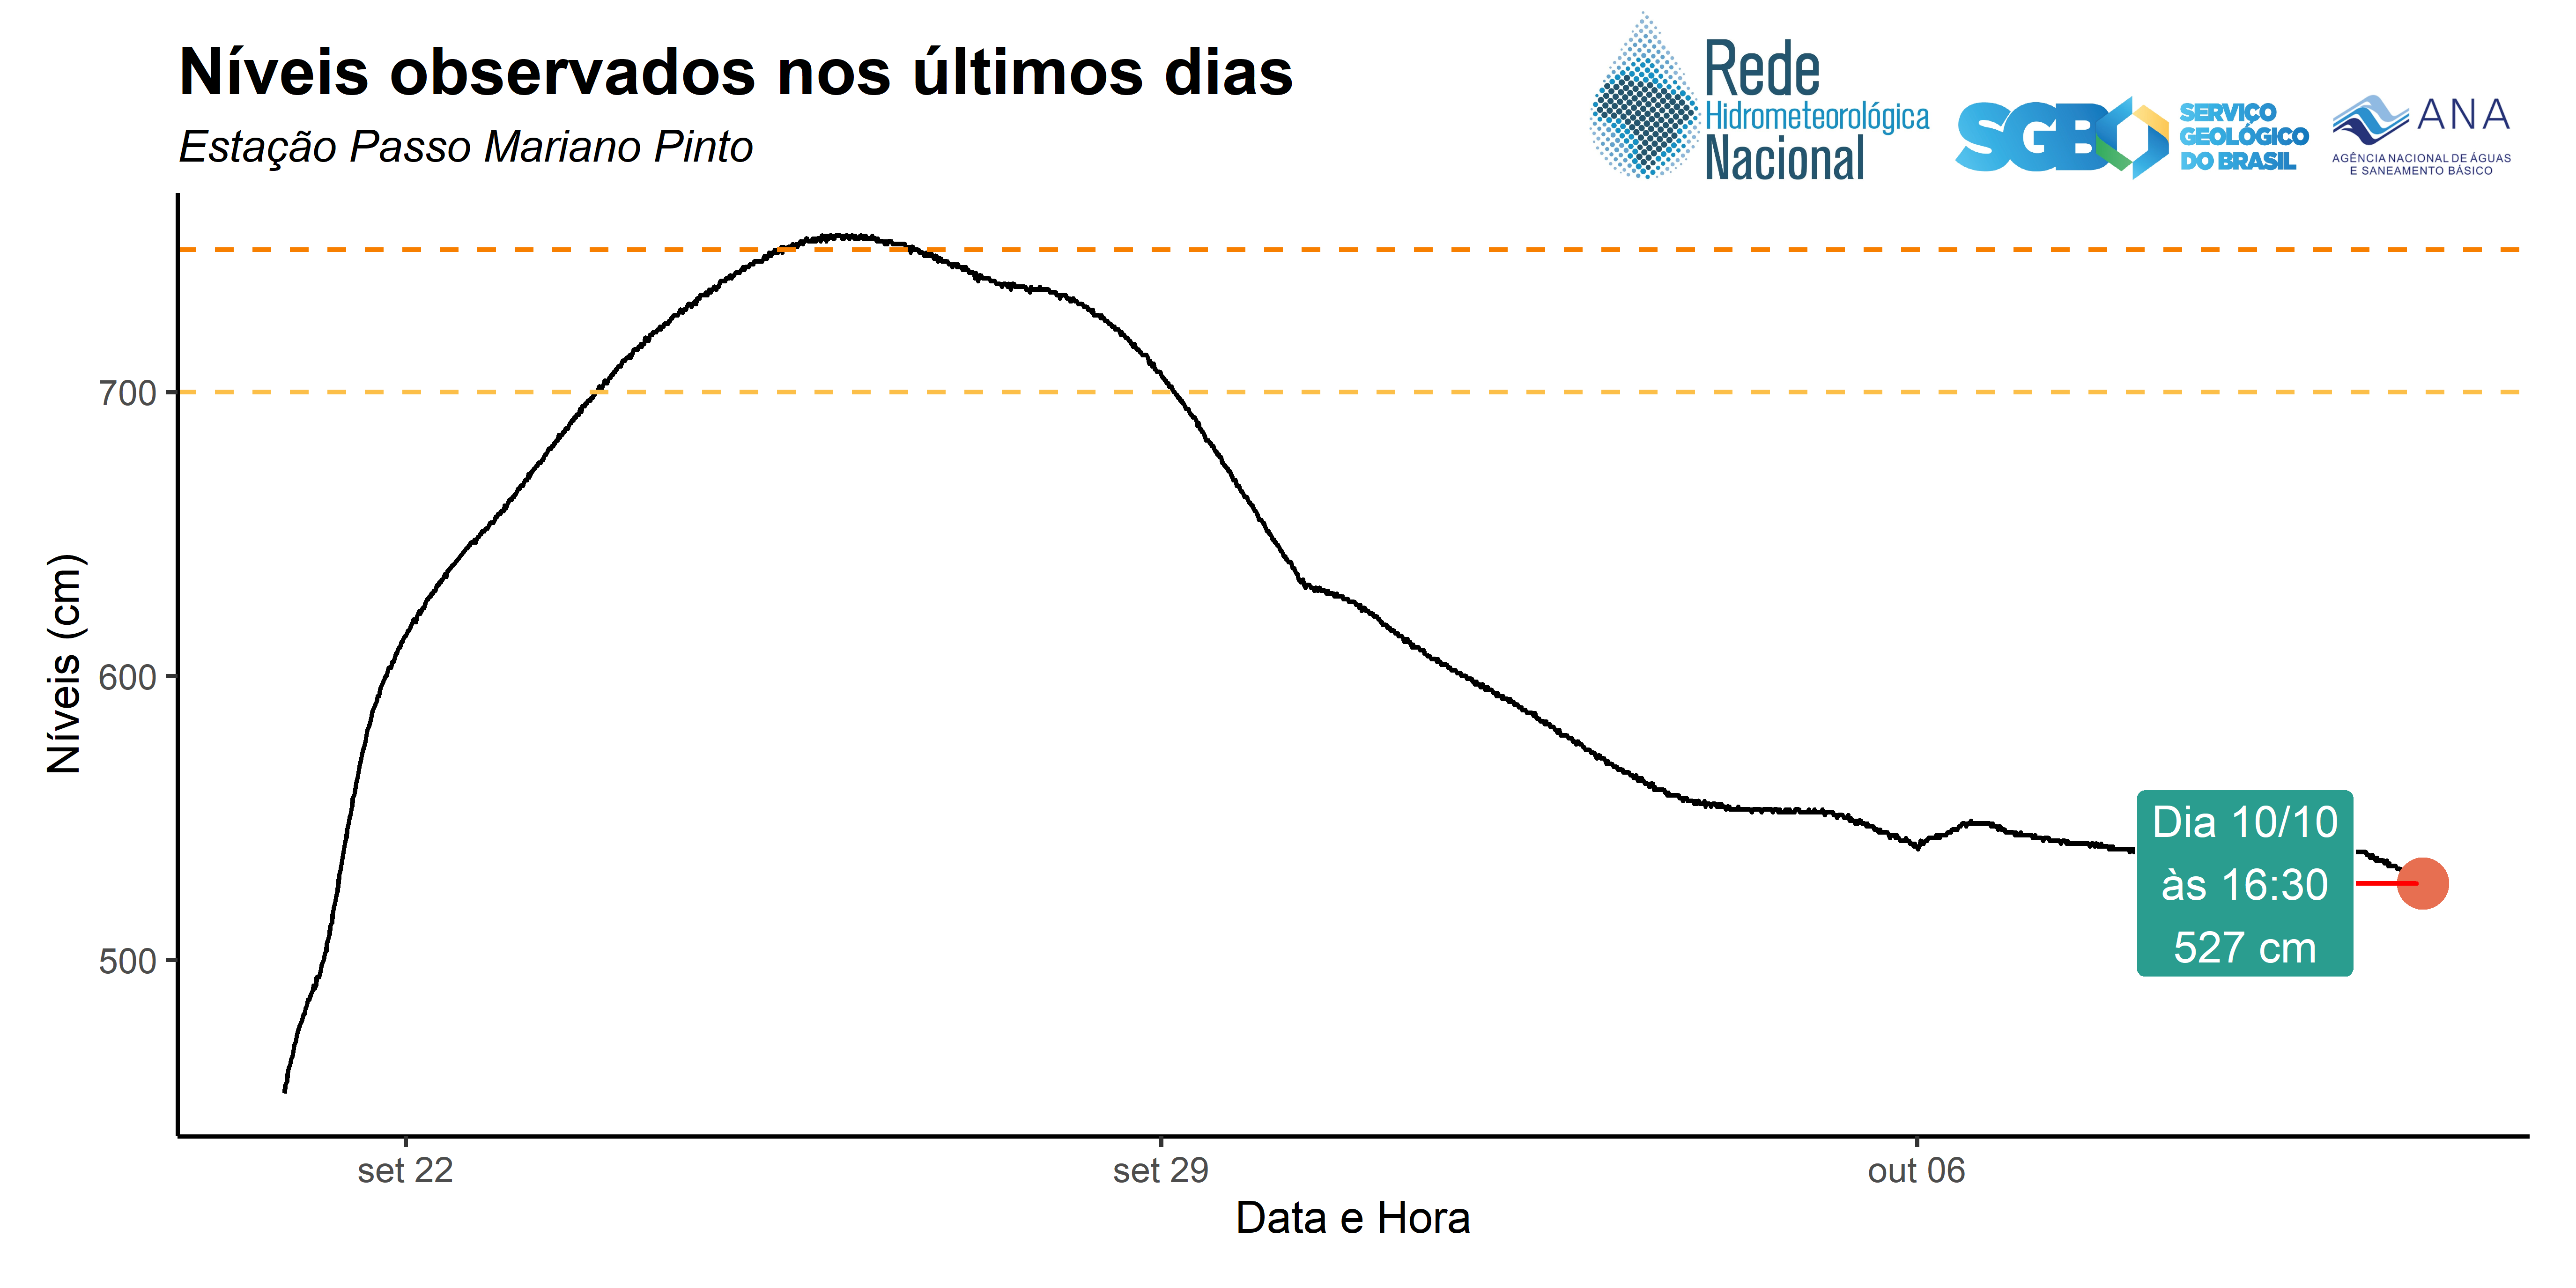 Níveis observados nos últimos dias
Estação Passo Mariano Pinto
Rede
Hidrometeorológica
Nacional
SGB
SERVIÇO
GEOLÓGICO
DO BRASIL
ANA
AGÊNCIA NACIONAL DE ÁGUAS
E SANEAMENTO BÁSICO
Níveis (cm)
700
600
500
Dia 10/10
às 16:30
527 cm
set 22
set 29
out 06
Data e Hora